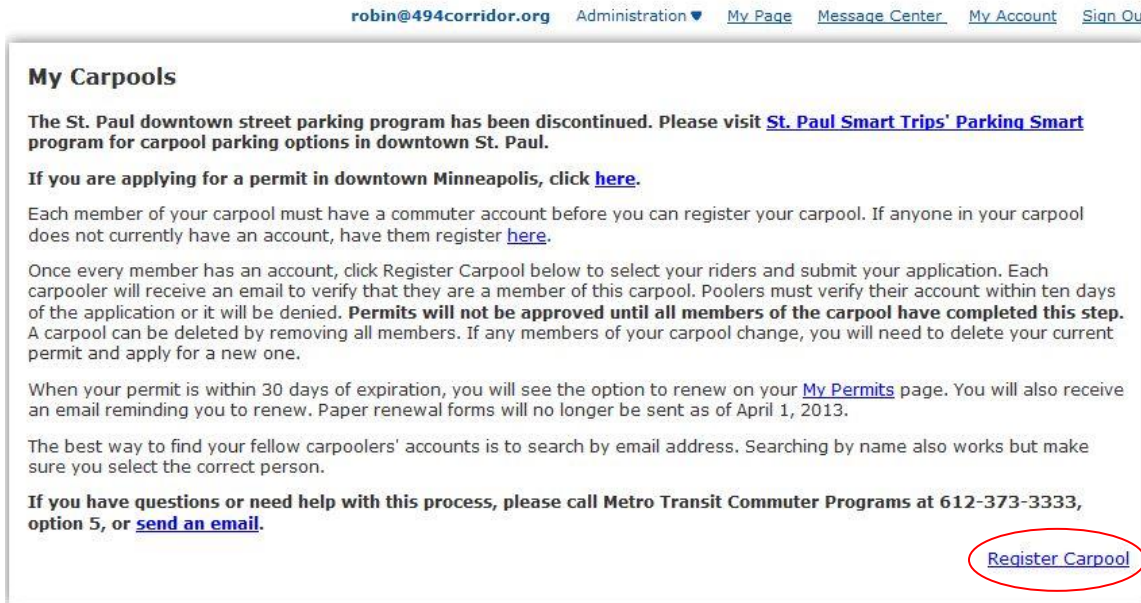 robin@494corridor.org Administration ▼ My Page Message Center My Account Sign Ou
My Carpools
The St. Paul downtown street parking program has been discontinued. Please visit St. Paul Smart Trips' Parking Smart
program for carpool parking options in downtown St. Paul.
If you are applying for a permit in downtown Minneapolis, click here.
Each member of your carpool must have a commuter account before you can register your carpool. If anyone in your carpool
does not currently have an account, have them register here.
Once every member has an account, click Register Carpool below to select your riders and submit your application. Each
carpooler will receive an email to verify that they are a member of this carpool. Poolers must verify their account within ten days
of the application or it will be denied. Permits will not be approved until all members of the carpool have completed this step.
A carpool can be deleted by removing all members. If any members of your carpool change, you will need to delete your current
permit and apply for a new one.
When your permit is within 30 days of expiration, you will see the option to renew on your My Permits page. You will also receive
an email reminding you to renew. Paper renewal forms will no longer be sent as of April 1, 2013.
The best way to find your fellow carpoolers' accounts is to search by email address. Searching by name also works but make
sure you select the correct person.
If you have questions or need help with this process, please call Metro Transit Commuter Programs at 612-373-3333,
option 5, or send an email.
Register Carpool